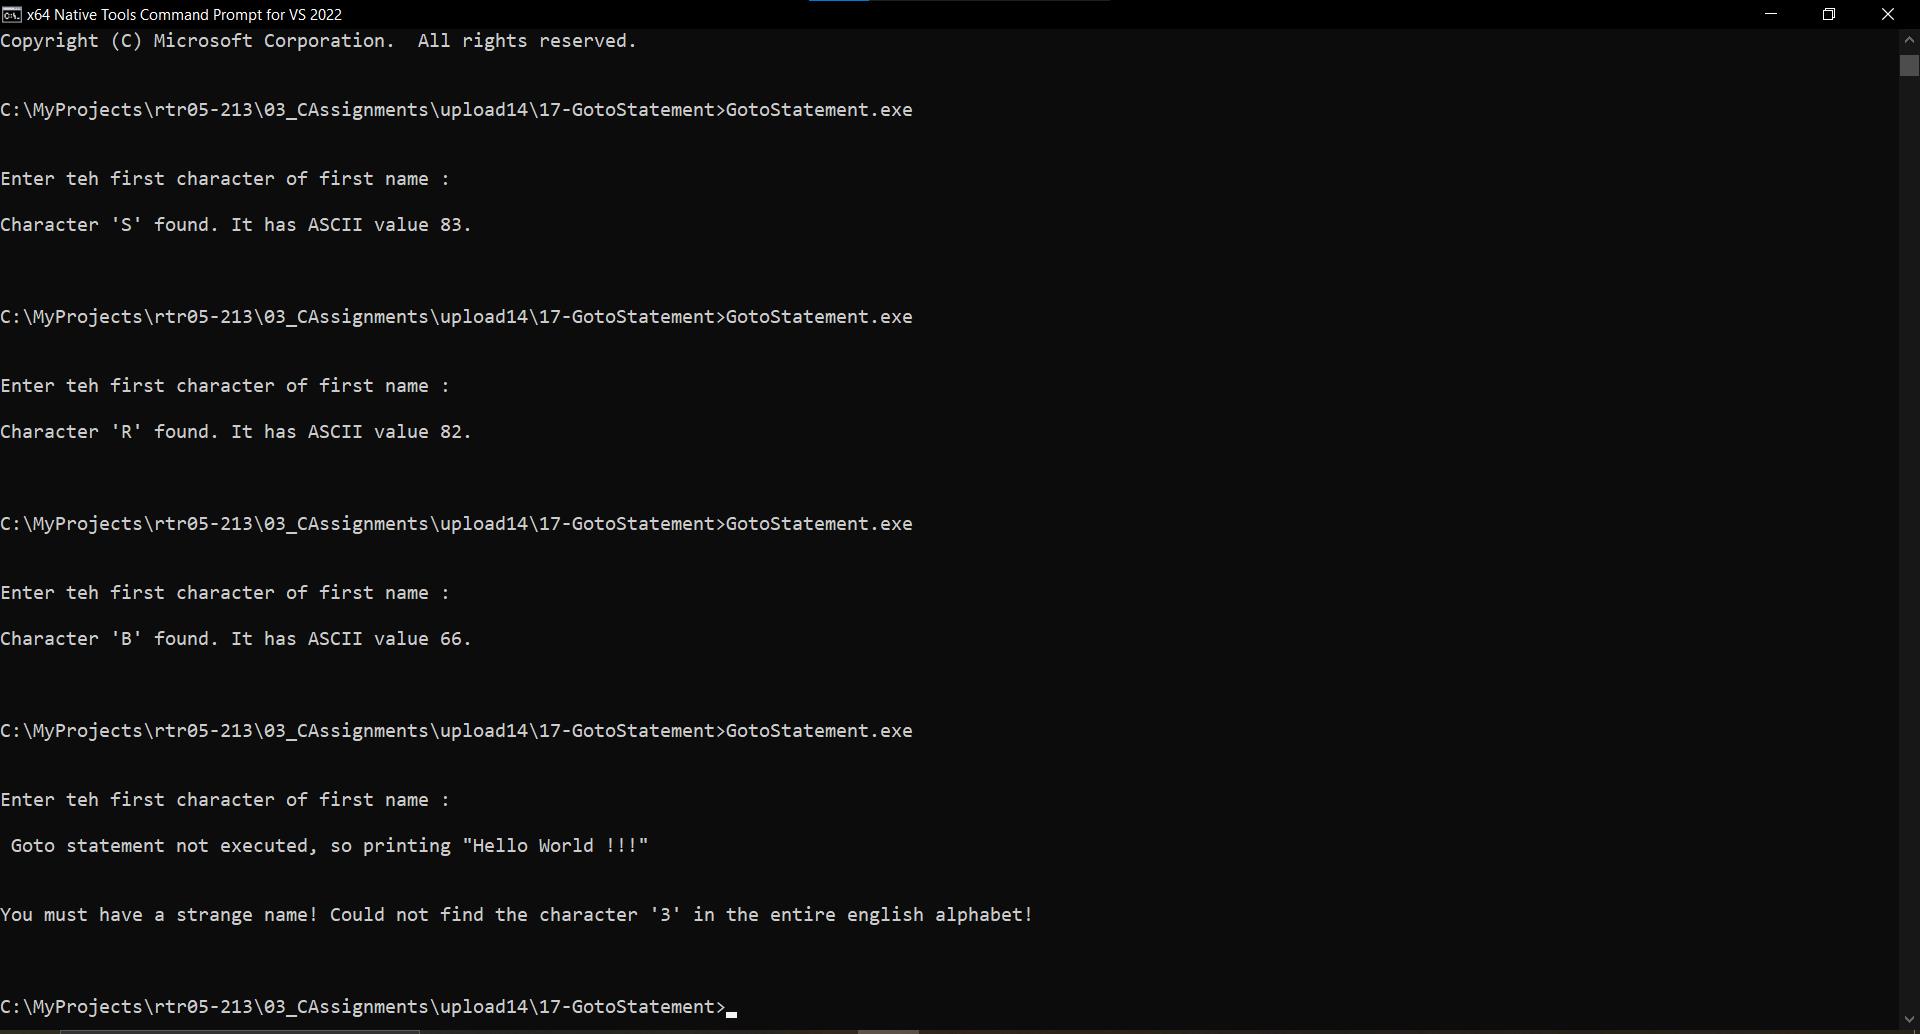 x64 Native Tools Command Prompt for VS 2022
Copyright (C) Microsoft Corporation.  All rights reserved.
C:\MyProjects\rtr05-213\03_CAssignments\upload14\17-GotoStatement>GotoStatement.exe
Enter teh first character of first name :
Character 'S' found. It has ASCII value 83.
C:\MyProjects\rtr05-213\03_CAssignments\upload14\17-GotoStatement>GotoStatement.exe
Enter teh first character of first name :
Character 'R' found. It has ASCII value 82.
C:\MyProjects\rtr05-213\03_CAssignments\upload14\17-GotoStatement>GotoStatement.exe
Enter teh first character of first name :
Character 'B' found. It has ASCII value 66.
C:\MyProjects\rtr05-213\03_CAssignments\upload14\17-GotoStatement>GotoStatement.exe
Enter teh first character of first name :
Goto statement not executed, so printing "Hello World !!!"
You must have a strange name! Could not find the character '3' in the entire english alphabet!
C:\MyProjects\rtr05-213\03_CAssignments\upload14\17-GotoStatement>